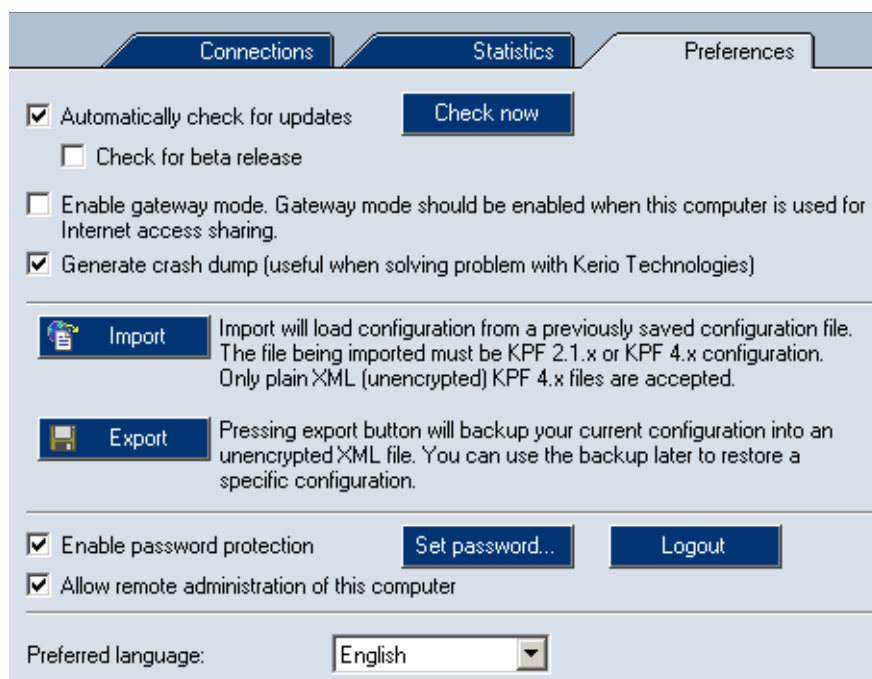 Connections Statistics Preferences
Automatically check for updates Check now
Check for beta release
Enable gateway mode. Gateway mode should be enabled when this computer is used for
Internet access sharing.
Generate crash dump (useful when solving problem with Kerio Technologies)
Import
Import will load configuration from a previously saved configuration file.
The file being imported must be KPF 2.1.x or KPF 4.x configuration.
Only plain XML (unencrypted) KPF 4.x files are accepted.
Export
Pressing export button will backup your current configuration into an
unencrypted XML file. You can use the backup later to restore a
specific configuration.
Enable password protection Set password... Logout
Allow remote administration of this computer
Preferred language: English